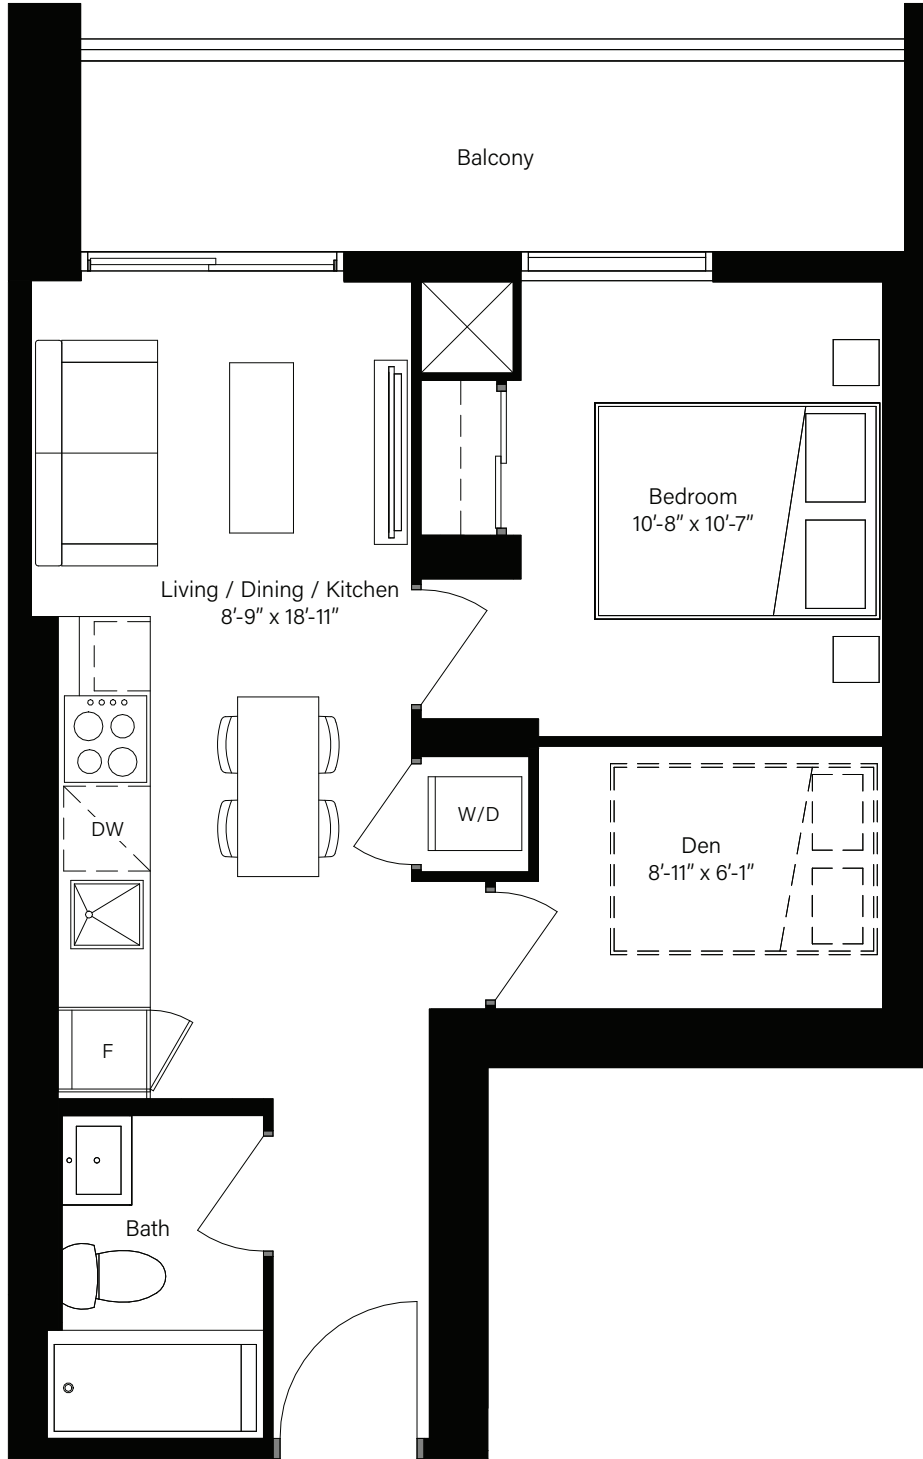 Balcony
Bedroom
10'-8" x 10'-7"
Living / Dining / Kitchen
8'-9" x 18'-11"
W/D
DW
Den
8'-11" x 6'-1"
F
Bath